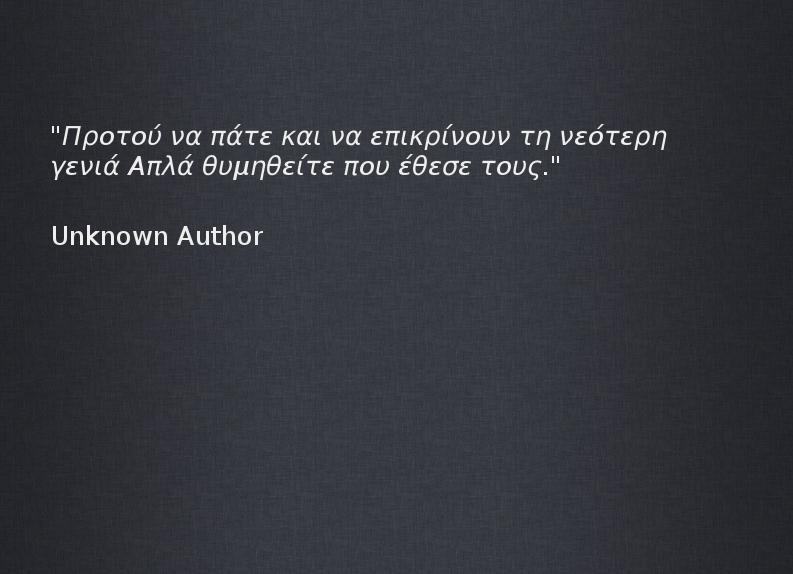 "Προτού να πάτε και να επικρίνουν τη νεότερη
γενιά Απλά θυμηθείτε που έθεσε τους."
Unknown Author